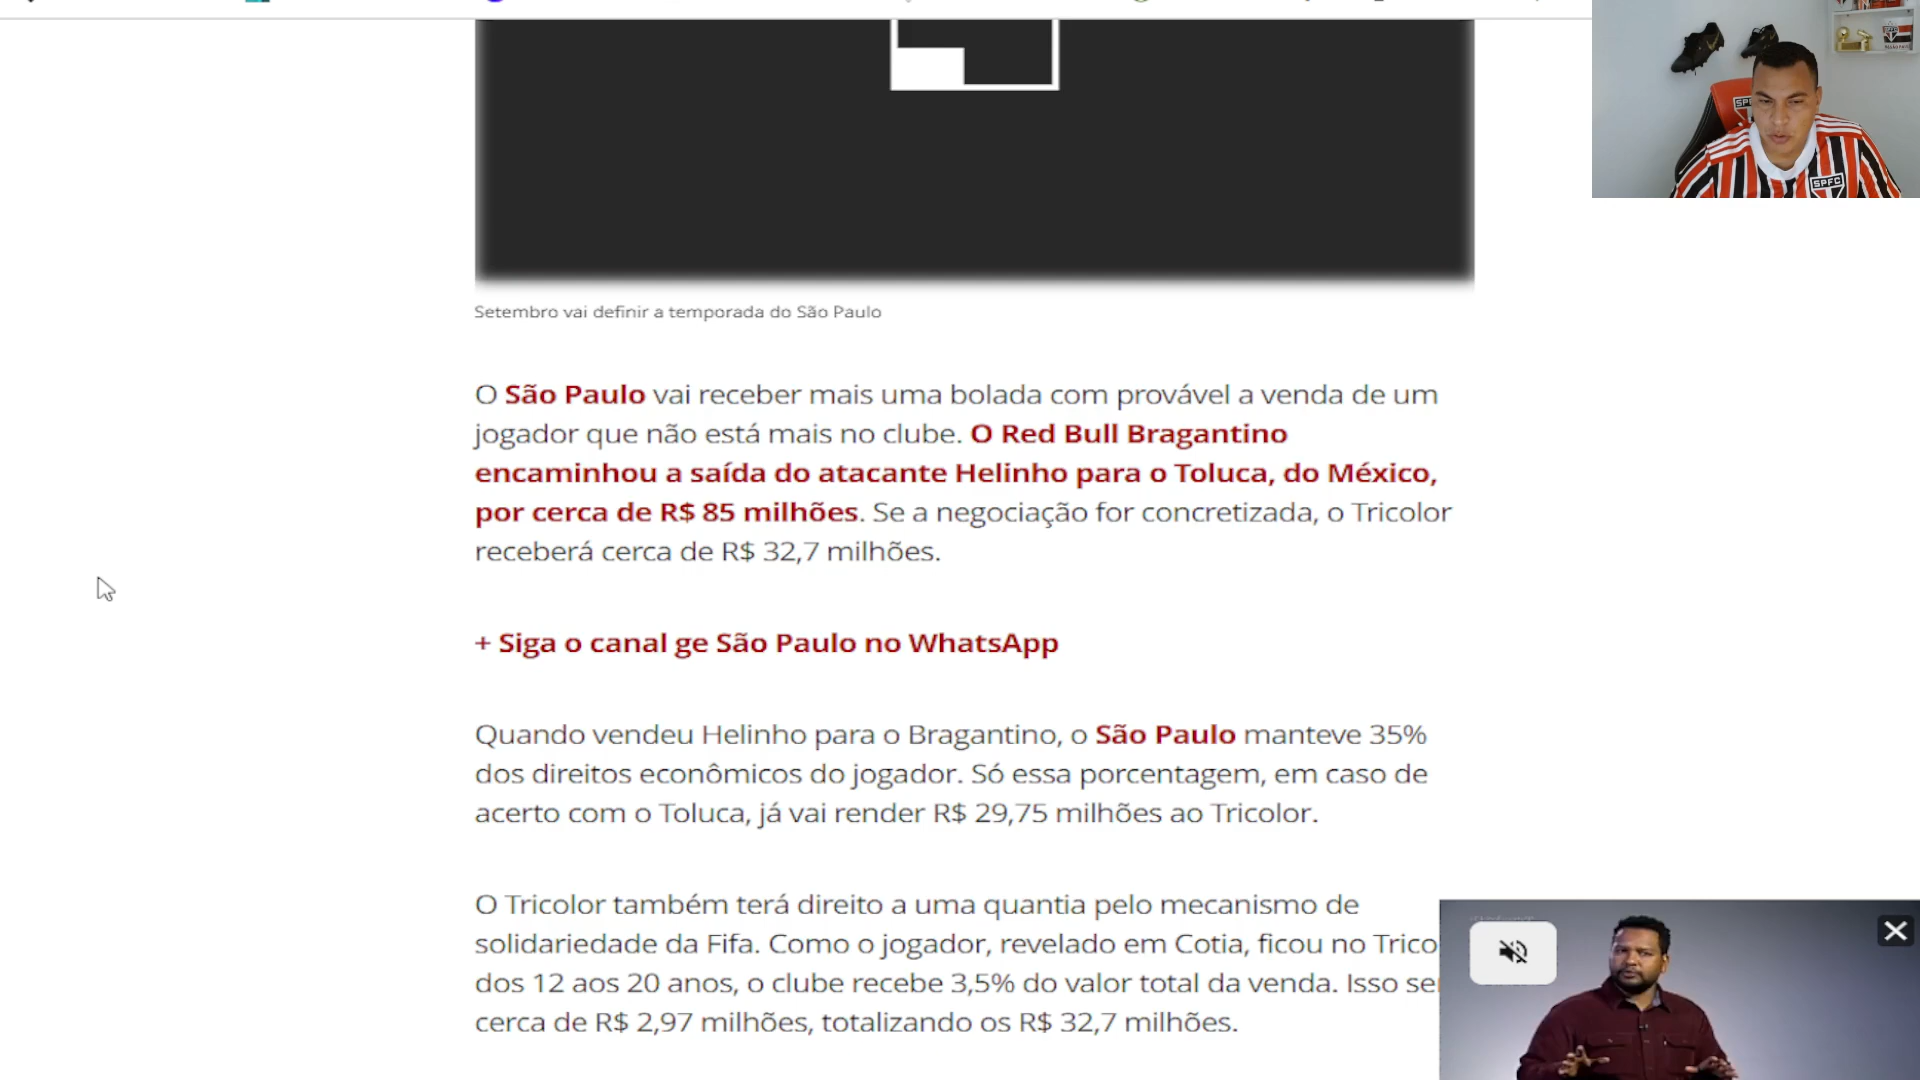 SPFC
Setembro vai definir a temporada do São Paulo
O São Paulo vai receber mais uma bolada com provável a venda de um
jogador que não está mais no clube. O Red Bull Bragantino
encaminhou a saída do atacante Helinho para o Toluca, do México,
por cerca de R$ 85 milhões. Se a negociação for concretizada, o Tricolor
receberá cerca de R$ 32,7 milhões.
+ Siga o canal ge São Paulo no WhatsApp
Quando vendeu Helinho para o Bragantino, o São Paulo manteve 35%
dos direitos econômicos do jogador. Só essa porcentagem, em caso de
acerto com o Toluca, já vai render R$ 29,75 milhões ao Tricolor.
O Tricolor também terá direito a uma quantia pelo mecanismo de
solidariedade da Fifa. Como o jogador, revelado em Cotia, ficou no Trico
dos 12 aos 20 anos, o clube recebe 3,5% do valor total da venda. Isso se
cerca de R$ 2,97 milhões, totalizando os R$ 32,7 milhões.